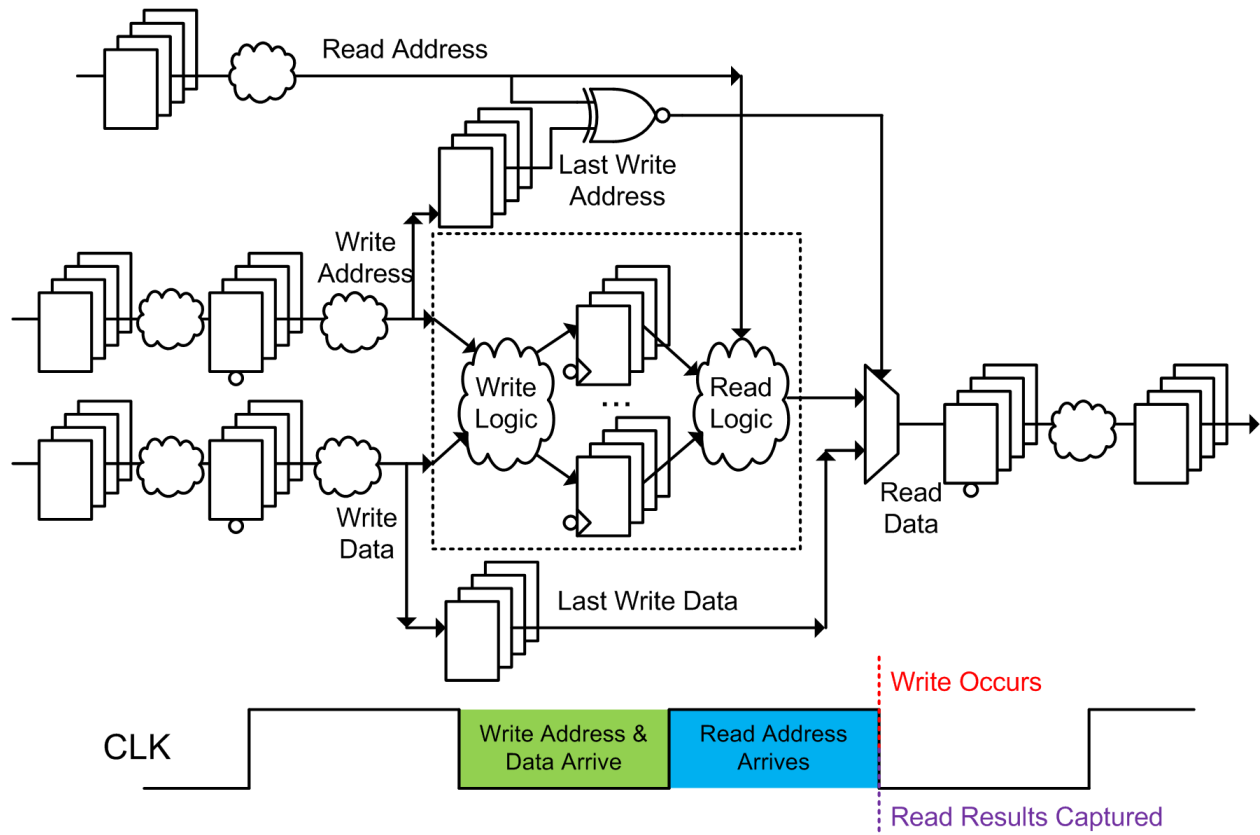 Read Address
Last Write
Address
Write
Address
Write
Logic
...
Read
Logic
Write
Data
Read
Data
Last Write Data
Write Occurs
CLK
Write Address &
Data Arrive
Read Address
Arrives
Read Results Captured